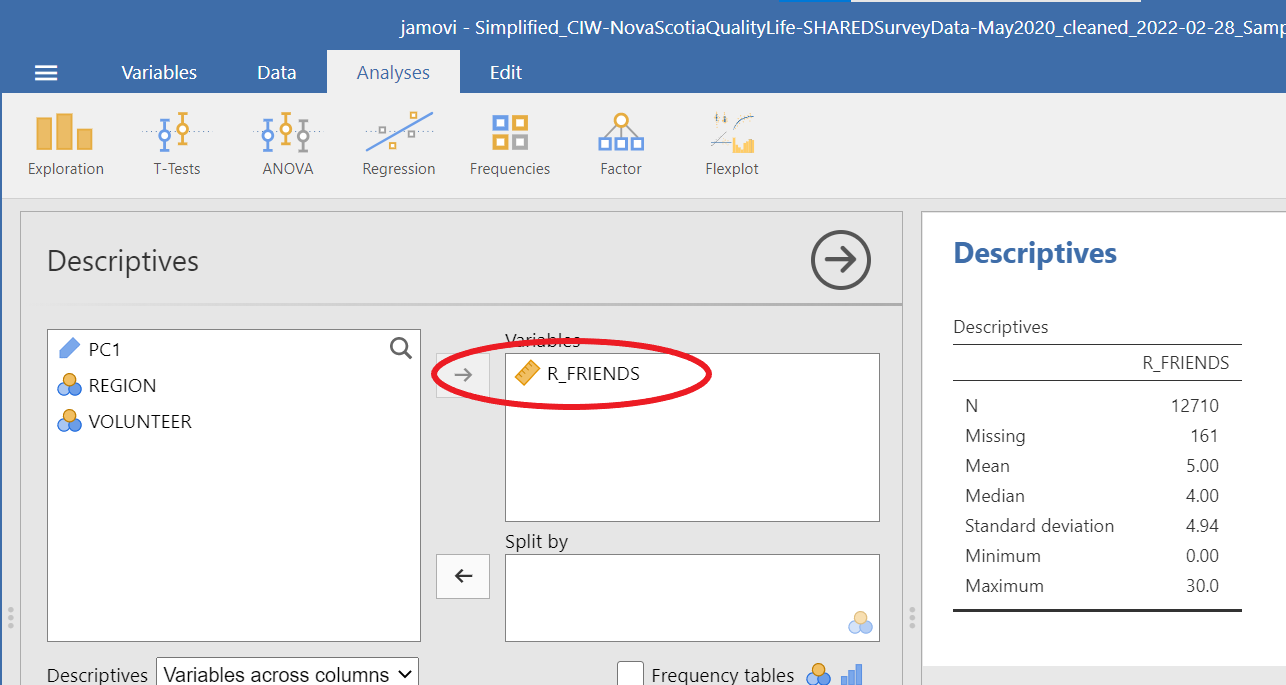 jamovi - Simplified_CIW-NovaScotiaQualityLife-SHAREDSurveyData-May2020_cleaned_2022-02-28_Samp
Variables Data Analyses Edit
Exploration T-Tests ANOVA Regression Frequencies Factor Flexplot
Descriptives
PC1
REGION
VOLUNTEER
Variables
R_FRIENDS
Split by
Descriptives Variables across columns
Frequency tables
Descriptives
Descriptives
R_FRIENDS
N 12710
Missing 161
Mean 5.00
Median 4.00
Standard deviation 4.94
Minimum 0.00
Maximum 30.0